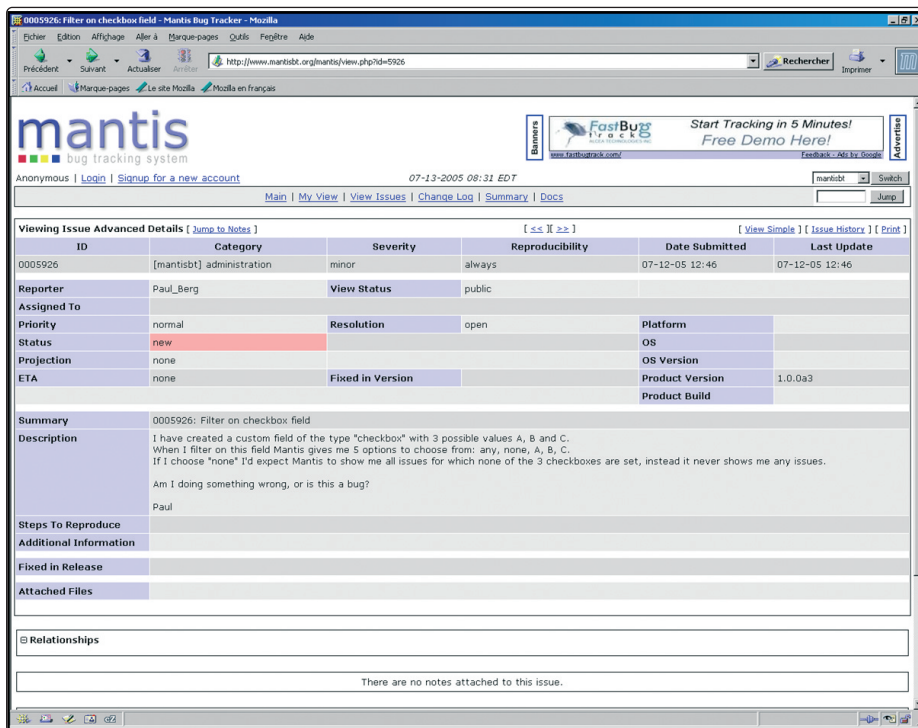 0005926: Filter on checkbox field - Mantis Bug Tracker - Mozilla
Fichier Edition Affichage Aller à Marque-pages Outils Fenêtre Aide
Précédent Suivant Actualiser Arrêter http://www.mantisbt.org/mantis/view.php?id=5926 Rechercher Imprimer
Accueil Marque-pages Le site Mozilla Mozilla en français
mantis
bug tracking system
Banners
FastBug
track
www.fastbugtrack.com/
Start Tracking in 5 Minutes!
Free Demo Here!
Feedback - Ads by Google
Advertise
Anonymous | Login | Signup for a new account 07-13-2005 08:31 EDT mantisbt Switch
Main | My View | View Issues | Change Log | Summary | Docs Jump
Viewing Issue Advanced Details [ Jump to Notes ] [ << ][ >> ] [ View Simple ] [ Issue History ] [ Print ]
ID Category Severity Reproducibility Date Submitted Last Update
0005926 [mantisbt] administration minor always 07-12-05 12:46 07-12-05 12:46
Reporter Paul_Berg View Status public
Assigned To
Priority normal Resolution open Platform
Status new OS
Projection none OS Version
ETA none Fixed in Version Product Version 1.0.0a3
Product Build
Summary 0005926: Filter on checkbox field
Description I have created a custom field of the type "checkbox" with 3 possible values A, B and C.
When I filter on this field Mantis gives me 5 options to choose from: any, none, A, B, C.
If I choose "none" I'd expect Mantis to show me all issues for which none of the 3 checkboxes are set, instead it never shows me any issues.
Am I doing something wrong, or is this a bug?
Paul
Steps To Reproduce
Additional Information
Fixed in Release
Attached Files
Relationships
There are no notes attached to this issue.